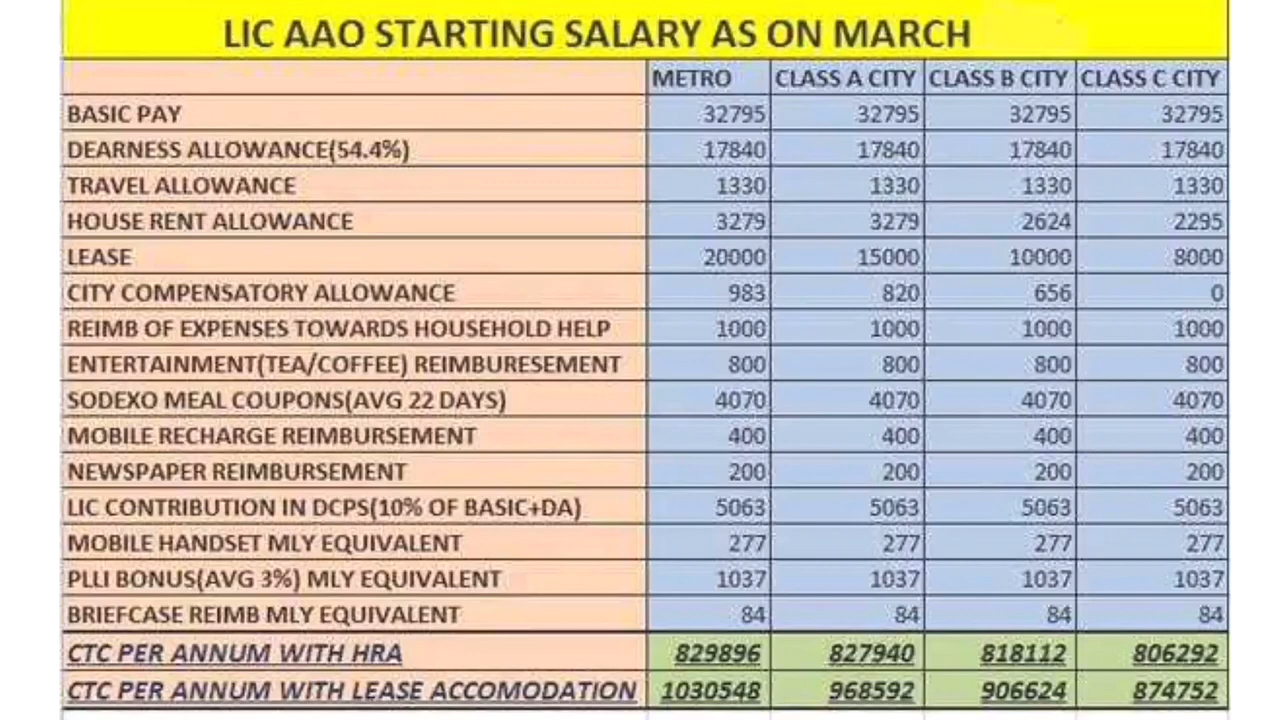 LIC AAO STARTING SALARY AS ON MARCH
METRO CLASS A CITY CLASS B CITY CLASS C CITY
BASIC PAY 32795 32795 32795 32795
DEARNESS ALLOWANCE(54.4%) 17840 17840 17840 17840
TRAVEL ALLOWANCE 1330 1330 1330 1330
HOUSE RENT ALLOWANCE 3279 3279 2624 2295
LEASE 20000 15000 10000 8000
CITY COMPENSATORY ALLOWANCE 983 820 656 0
REIMB OF EXPENSES TOWARDS HOUSEHOLD HELP 1000 1000 1000 1000
ENTERTAINMENT(TEA/COFFEE) REIMBURESEMENT 800 800 800 800
SODEXO MEAL COUPONS(AVG 22 DAYS) 4070 4070 4070 4070
MOBILE RECHARGE REIMBURSEMENT 400 400 400 400
NEWSPAPER REIMBURSEMENT 200 200 200 200
LIC CONTRIBUTION IN DCPS(10% OF BASIC+DA) 5063 5063 5063 5063
MOBILE HANDSET MLY EQUIVALENT 277 277 277 277
PLLI BONUS(AVG 3%) MLY EQUIVALENT 1037 1037 1037 1037
BRIEFCASE REIMB MLY EQUIVALENT 84 84 84 84
CTC PER ANNUM WITH HRA 829896 827940 818112 806292
CTC PER ANNUM WITH LEASE ACCOMODATION 1030548 968592 906624 874752